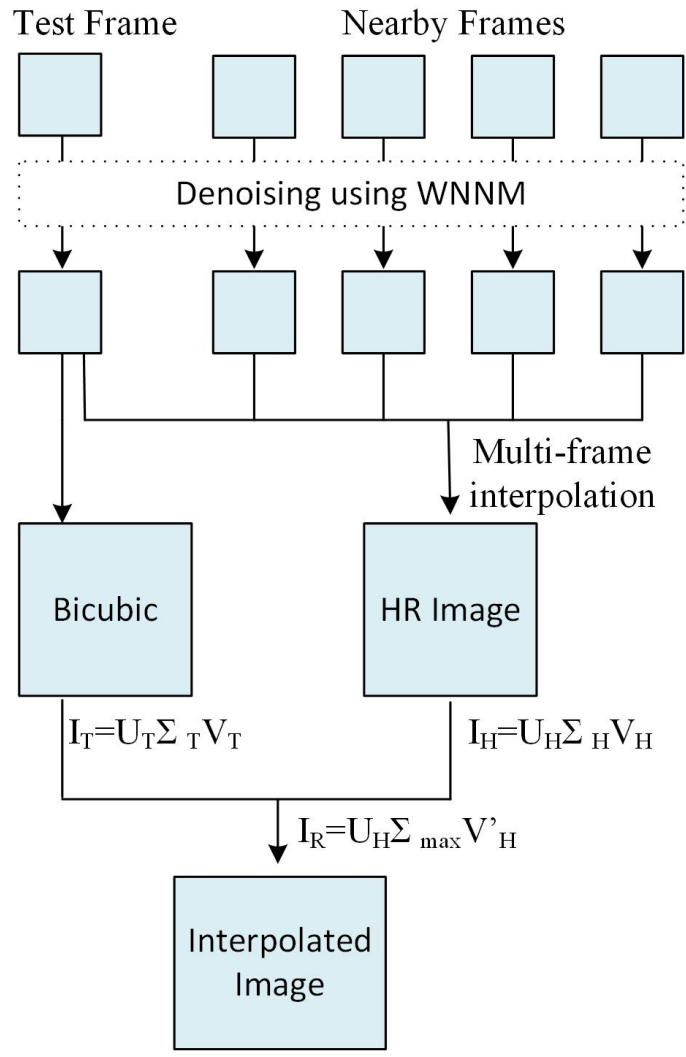 Test Frame
Nearby Frames
Denoising using WNNM
Multi-frame
interpolation
Bicubic
HR Image
I_T=U_TΣ_TV_T
I_H=U_HΣ_HV_H
I_R=U_HΣ_maxV’_H
Interpolated
Image